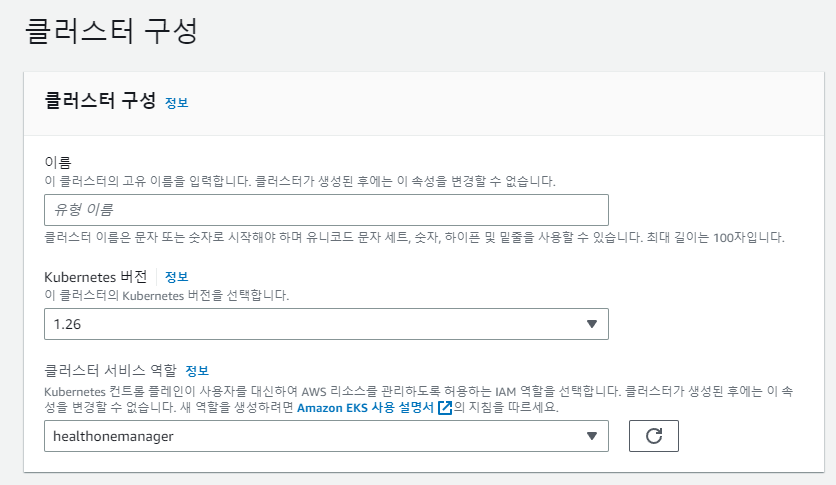 클러스터 구성
클러스터 구성 정보
이름
이 클러스터의 고유 이름을 입력합니다. 클러스터가 생성된 후에는 이 속성을 변경할 수 없습니다.
유형 이름
클러스터 이름은 문자 또는 숫자로 시작해야 하며 유니코드 문자 세트, 숫자, 하이픈 및 밑줄을 사용할 수 있습니다. 최대 길이는 100자입니다.
Kubernetes 버전 정보
이 클러스터의 Kubernetes 버전을 선택합니다.
1.26
클러스터 서비스 역할 정보
Kubernetes 컨트롤 플레인이 사용자를 대신하여 AWS 리소스를 관리하도록 허용하는 IAM 역할을 선택합니다. 클러스터가 생성된 후에는 이 속
성을 변경할 수 없습니다. 새 역할을 생성하려면 Amazon EKS 사용 설명서 의 지침을 따르세요.
healthonemanager